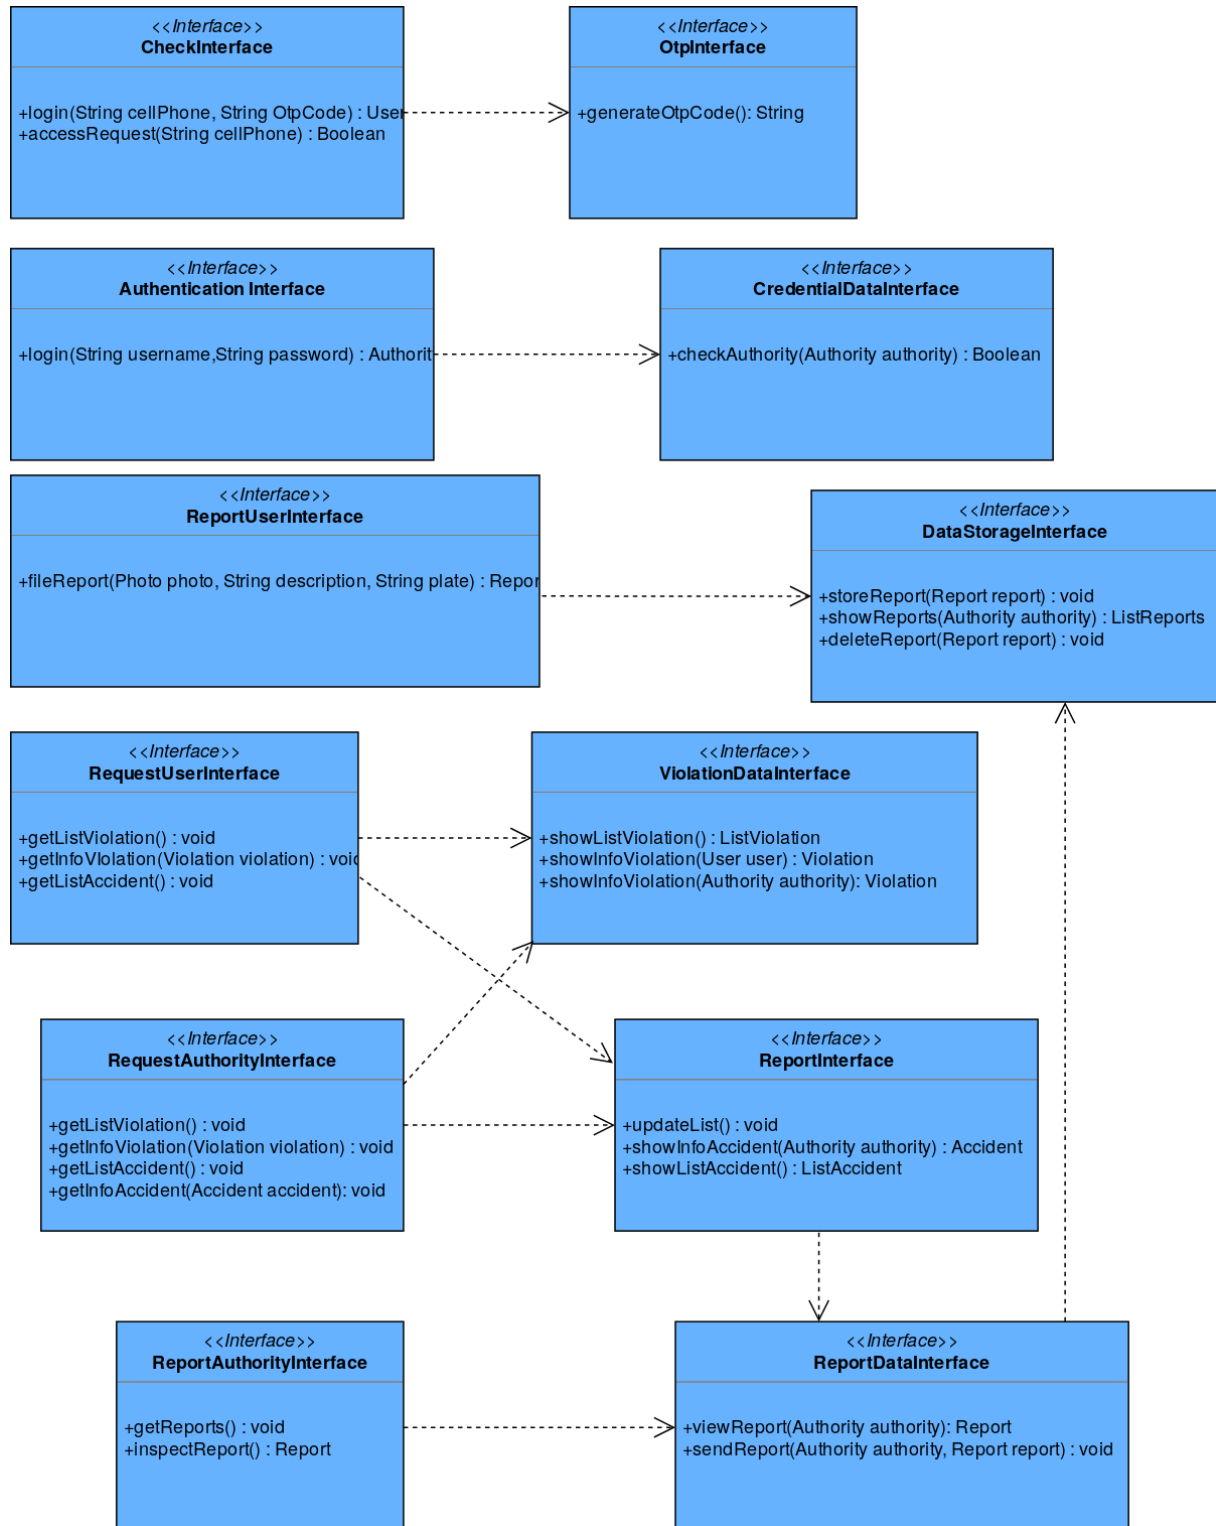 <<Interface>>
CheckInterface
+login(String cellPhone, String OtpCode) : User
+accessRequest(String cellPhone) : Boolean
<<Interface>>
OtpInterface
+generateOtpCode(): String
<<Interface>>
Authentication Interface
+login(String username,String password) : Authorit
<<Interface>>
CredentialDataInterface
+checkAuthority(Authority authority) : Boolean
<<Interface>>
ReportUserInterface
+fileReport(Photo photo, String description, String plate) : Repor
<<Interface>>
DataStorageInterface
+storeReport(Report report) : void
+showReports(Authority authority) : ListReports
+deleteReport(Report report) : void
<<Interface>>
RequestUserInterface
+getListViolation() : void
+getInfoVIolation(Violation violation) : void
+getListAccident() : void
<<Interface>>
ViolationDataInterface
+showListViolation() : ListViolation
+showInfoViolation(User user) : Violation
+showInfoViolation(Authority authority): Violation
<<Interface>>
RequestAuthorityInterface
+getListViolation() : void
+getInfoViolation(Violation violation) : void
+getListAccident() : void
+getInfoAccident(Accident accident): void
<<Interface>>
ReportInterface
+updateList() : void
+showInfoAccident(Authority authority) : Accident
+showListAccident() : ListAccident
<<Interface>>
ReportAuthorityInterface
+getReports() : void
+inspectReport() : Report
<<Interface>>
ReportDataInterface
+viewReport(Authority authority): Report
+sendReport(Authority authority, Report report) : void